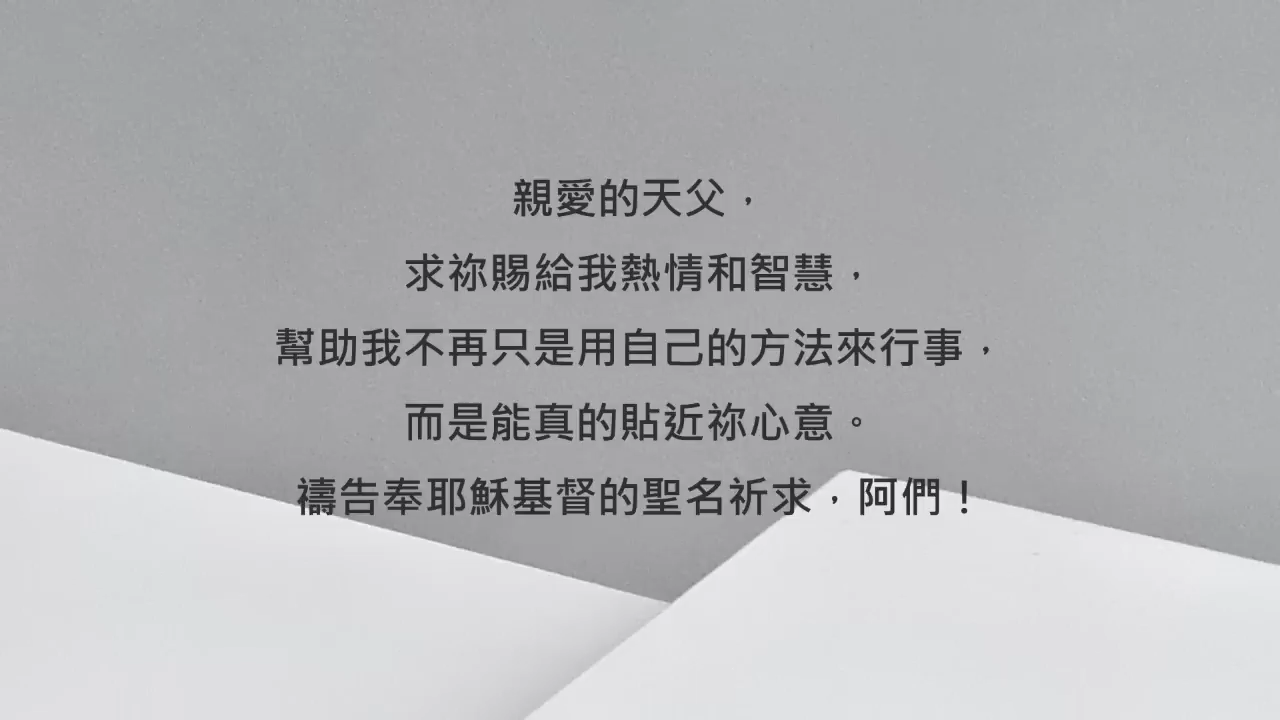 親愛的天父，
求祢賜給我熱情和智慧，
幫助我不再只是用自己的方法來行事，
而是能真的貼近祢心意。
禱告奉耶穌基督的聖名祈求，阿們！